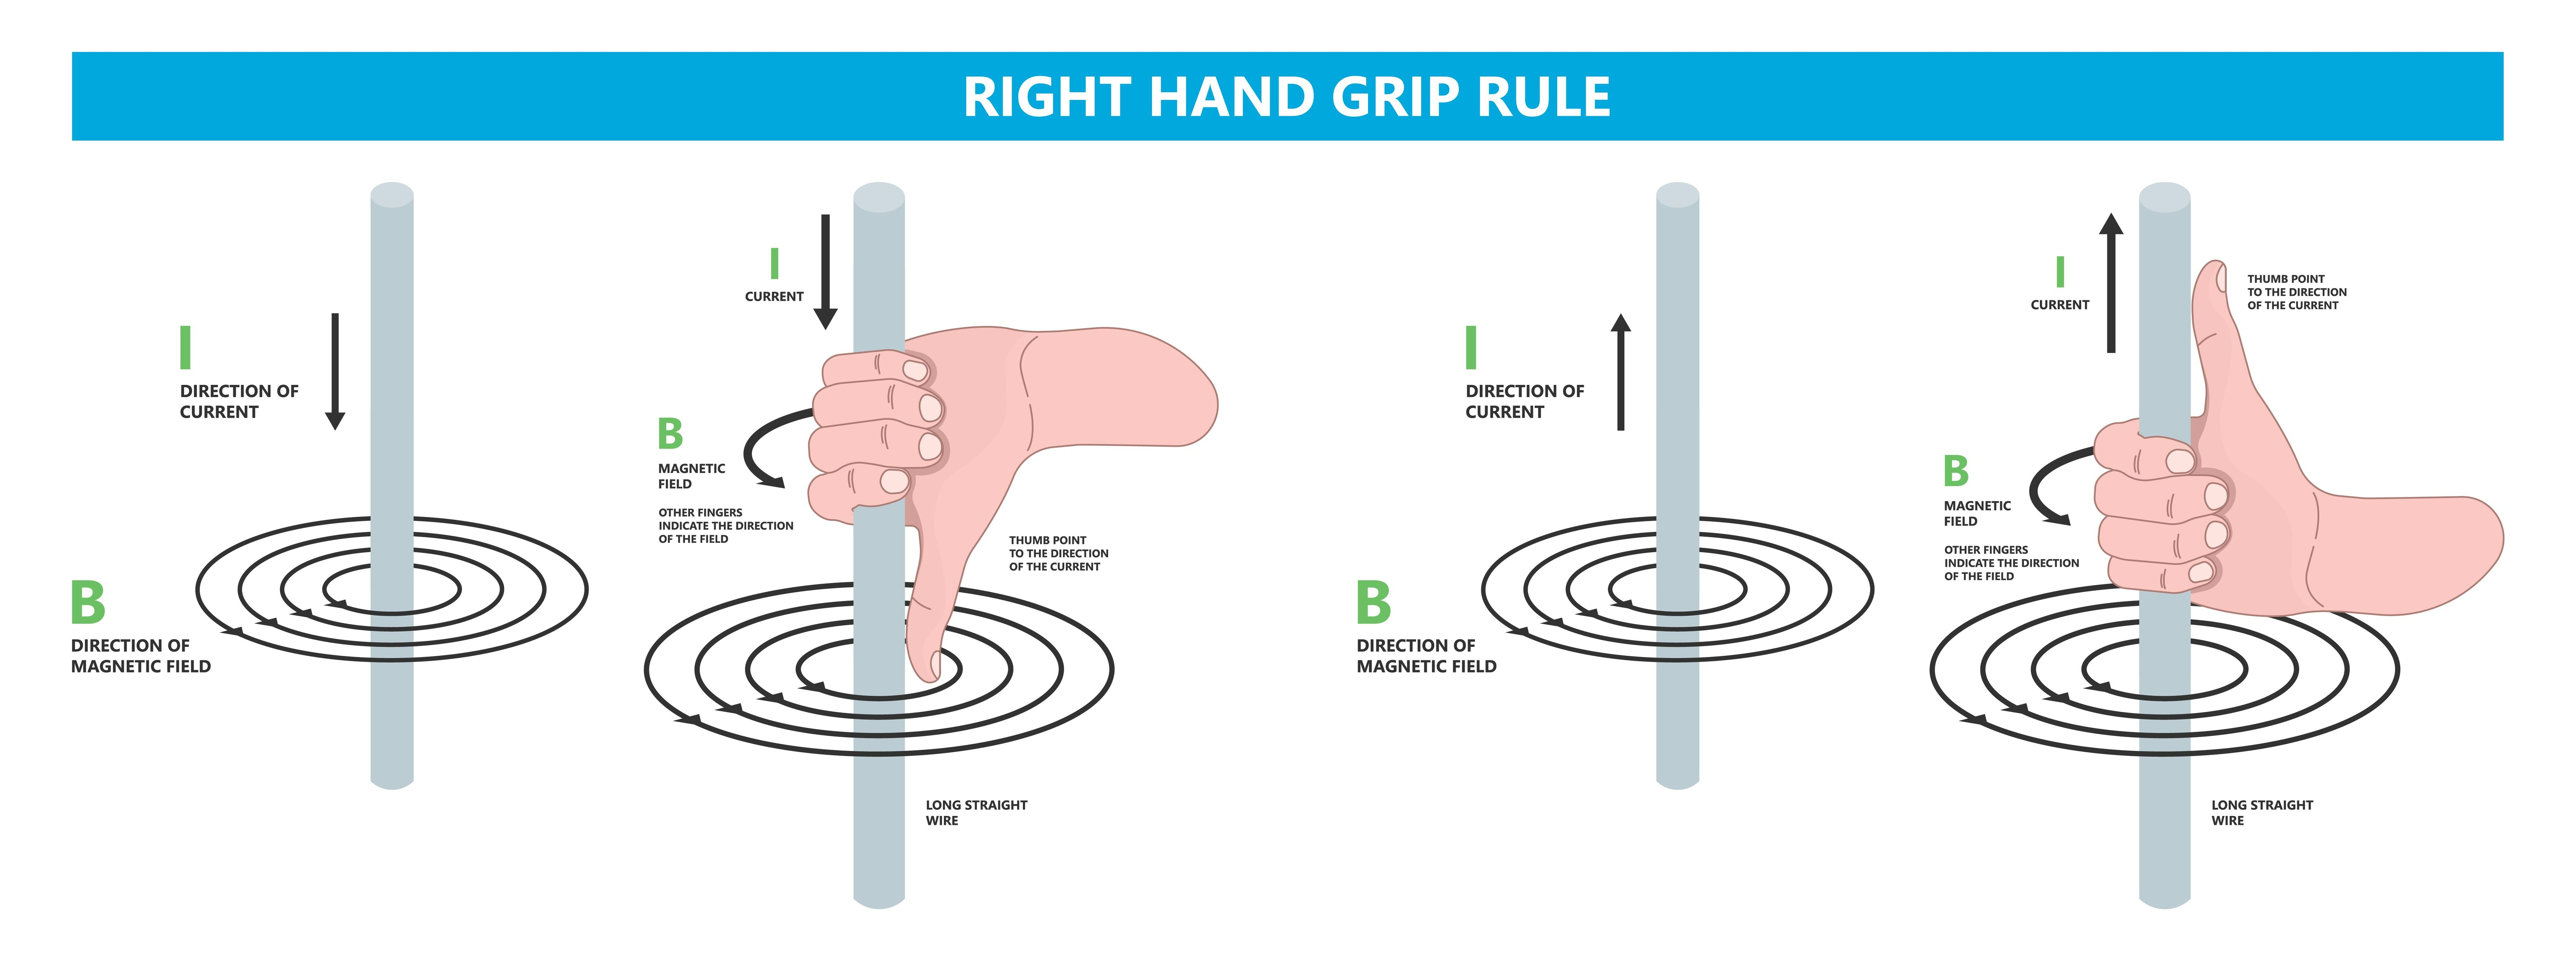 RIGHT HAND GRIP RULE
I
DIRECTION OF
CURRENT
B
DIRECTION OF
MAGNETIC FIELD
I
CURRENT
B
MAGNETIC
FIELD
OTHER FINGERS
INDICATE THE DIRECTION
OF THE FIELD
THUMB POINT
TO THE DIRECTION
OF THE CURRENT
LONG STRAIGHT
WIRE
I
DIRECTION OF
CURRENT
B
DIRECTION OF
MAGNETIC FIELD
I
CURRENT
THUMB POINT
TO THE DIRECTION
OF THE CURRENT
B
MAGNETIC
FIELD
OTHER FINGERS
INDICATE THE DIRECTION
OF THE FIELD
LONG STRAIGHT
WIRE